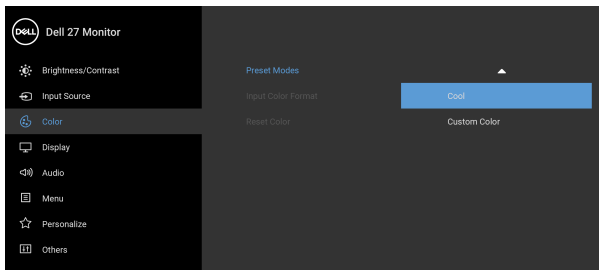 DELL Dell 27 Monitor
Brightness/Contrast
Preset Modes
Input Source
Input Color Format
Cool
Color
Reset Color
Custom Color
Display
Audio
Menu
Personalize
Others